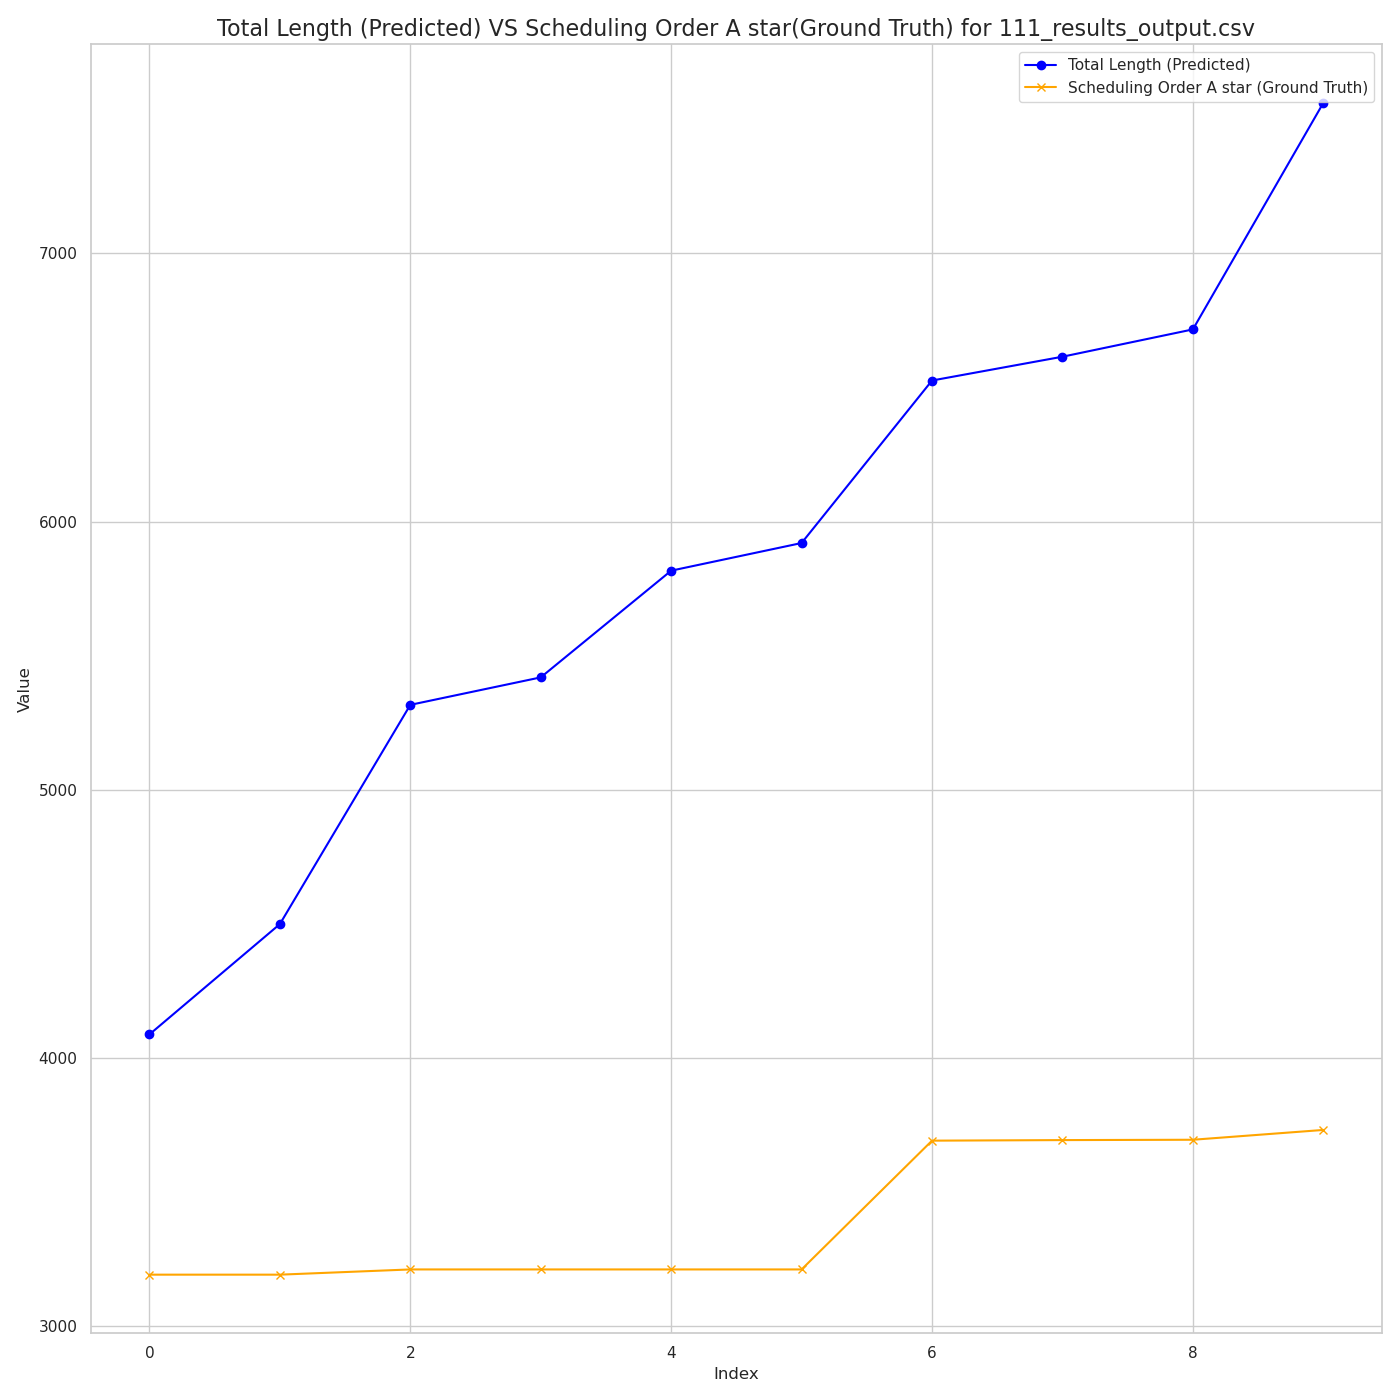 Total Length (Predicted) VS Scheduling Order A star(Ground Truth) for 111_results_output.csv
Total Length (Predicted)
Scheduling Order A star (Ground Truth)
7000
6000
5000
4000
3000
Value
0 2 4 6 8
Index